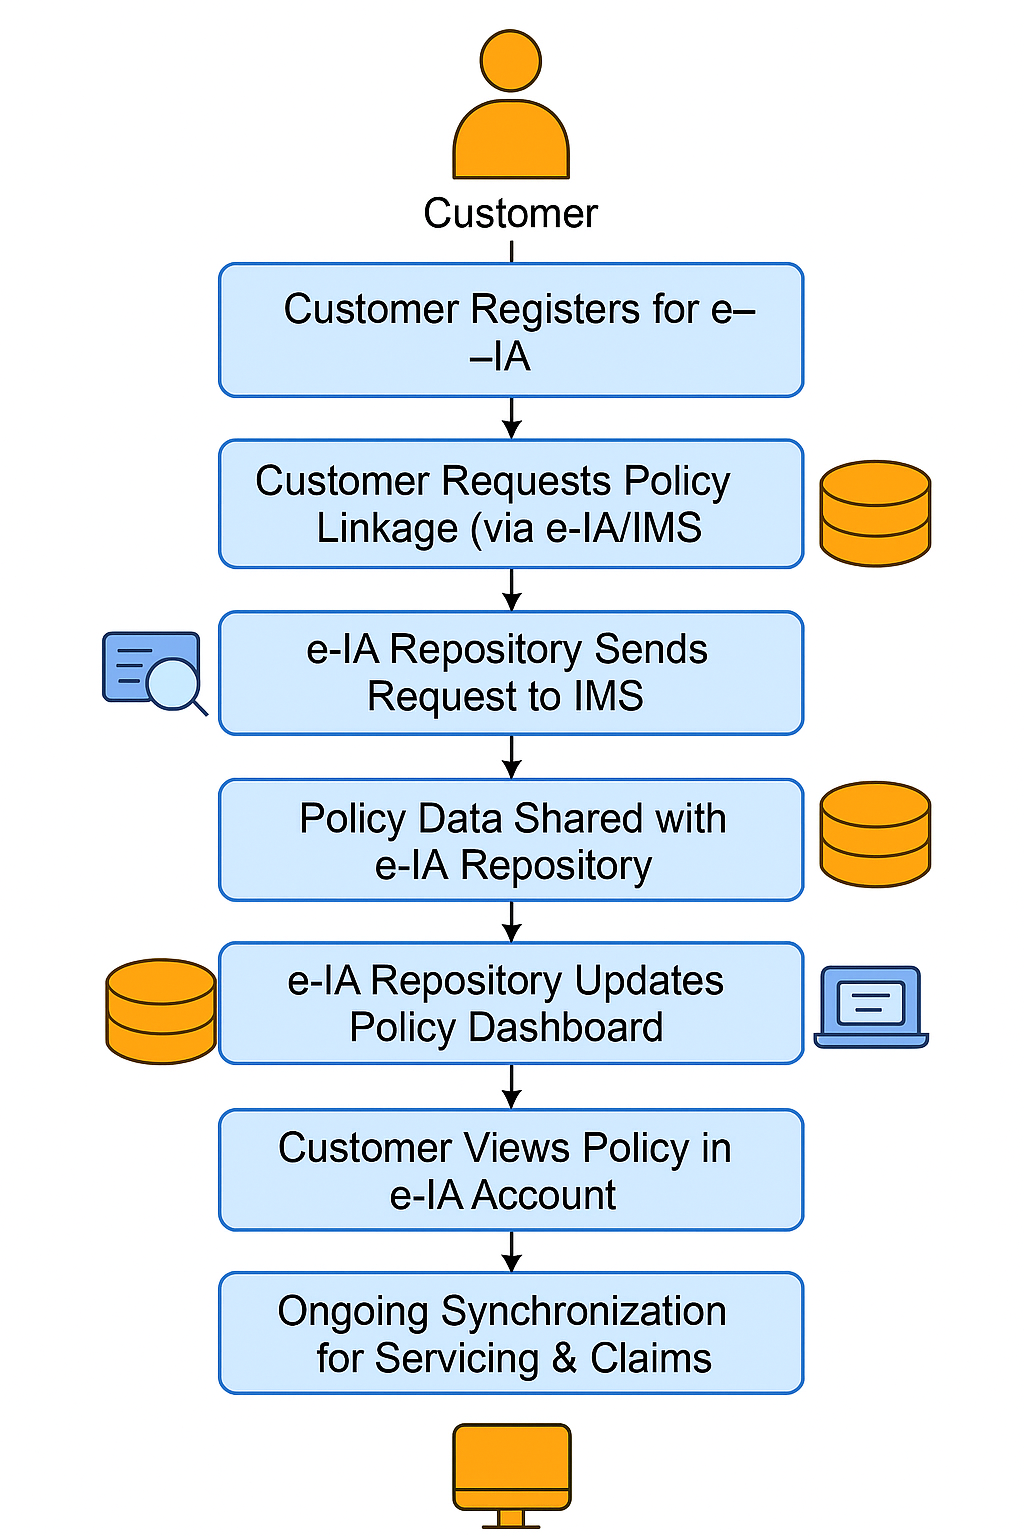 Customer
Customer Registers for e–
–IA
Customer Requests Policy
Linkage (via e-IA/IMS
e-IA Repository Sends
Request to IMS
Policy Data Shared with
e-IA Repository
e-IA Repository Updates
Policy Dashboard
Customer Views Policy in
e-IA Account
Ongoing Synchronization
for Servicing & Claims